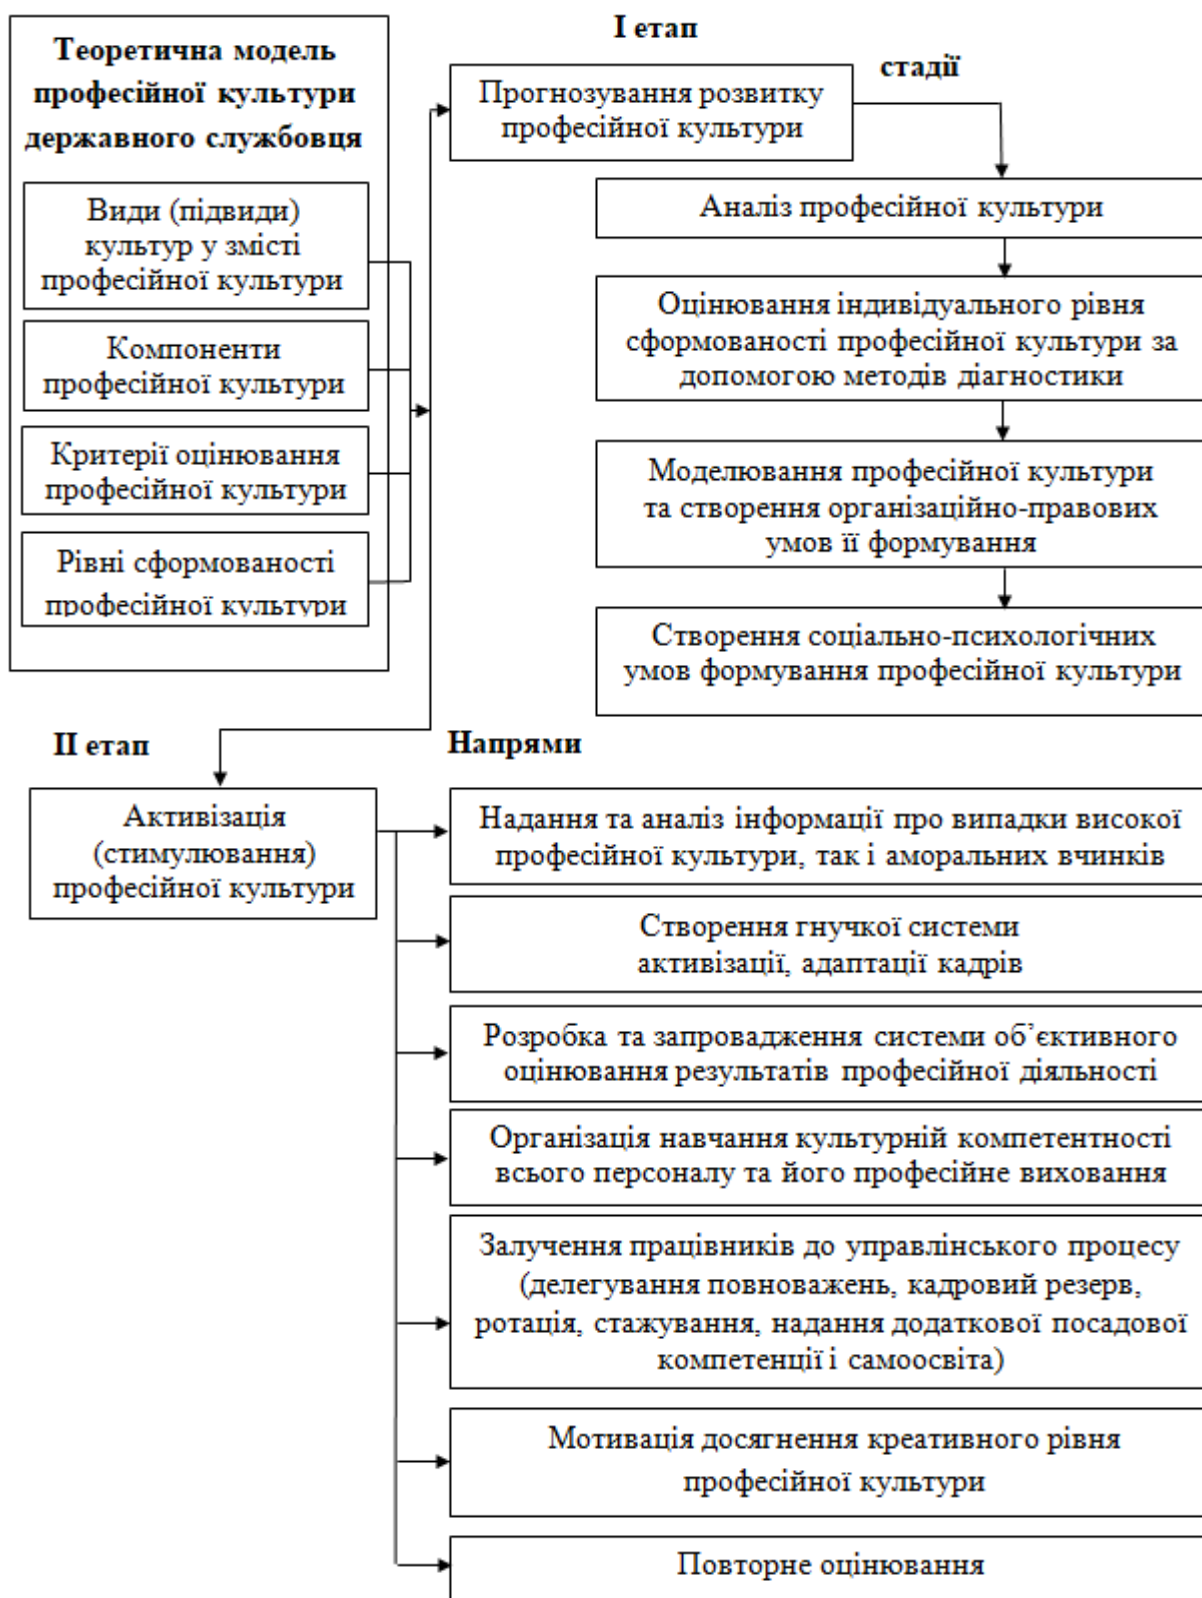 Теоретична модель
професійної культури
державного службовця
Види (підвиди)
культур у змісті
професійної культури
Компоненти
професійної культури
Критерії оцінювання
професійної культури
Рівні сформованості
професійної культури
І етап
стадії
Прогнозування розвитку
професійної культури
Аналіз професійної культури
Оцінювання індивідуального рівня
сформованості професійної культури за
допомогою методів діагностики
Моделювання професійної культури
та створення організаційно-правових
умов її формування
Створення соціально-психологічних
умов формування професійної культури
ІІ етап
Активізація
(стимулювання)
професійної культури
Напрями
Надання та аналіз інформації про випадки високої
професійної культури, так і аморальних вчинків
Створення гнучкої системи
активізації, адаптації кадрів
Розробка та запровадження системи об’єктивного
оцінювання результатів професійної діяльності
Організація навчання культурній компетентності
всього персоналу та його професійне виховання
Залучення працівників до управлінського процесу
(делегування повноважень, кадровий резерв,
ротація, стажування, надання додаткової посадової
компетенції і самоосвіта)
Мотивація досягнення креативного рівня
професійної культури
Повторне оцінювання